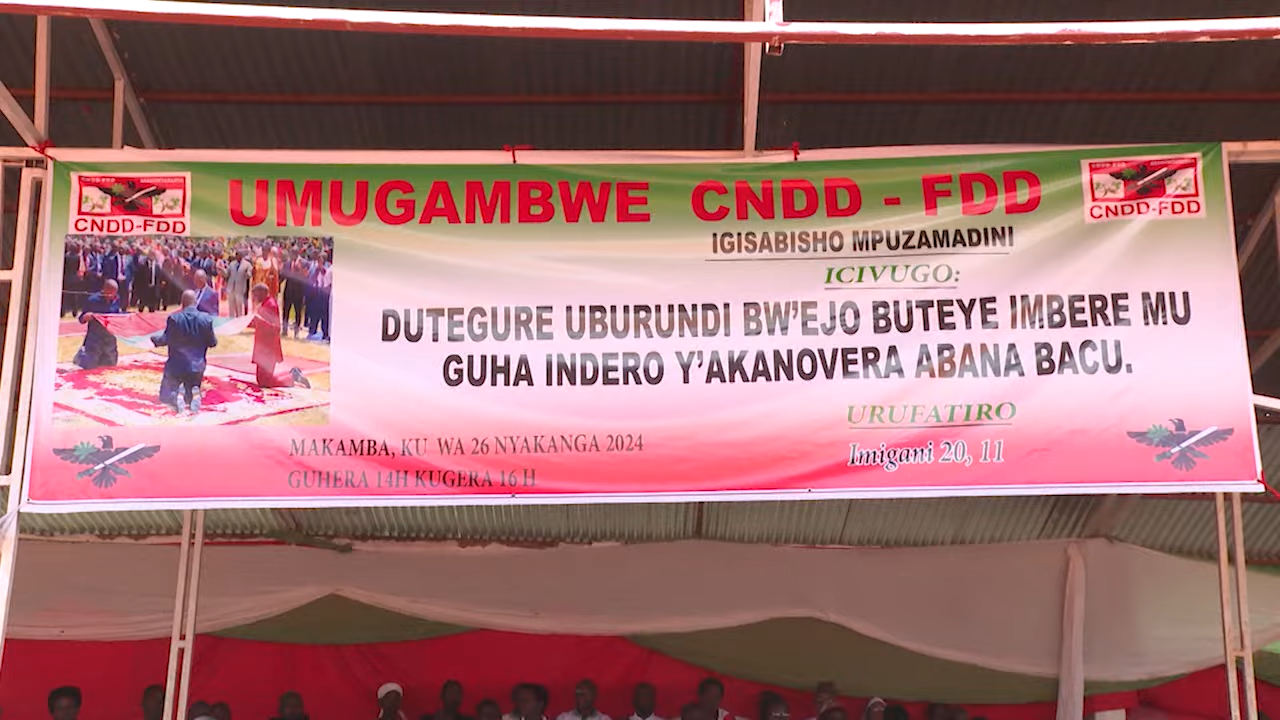 UMUGAMBWE CNDD - FDD
CNDD-FDD
CNDD-FDD
IGISABISHO MPUZAMADINI
ICIVUGO:
DUTEGURE UBURUNDI BW'EJO BUTEYE IMBERE MU
GUHA INDERO Y'AKANOVERA ABANA BACU.
URUFATIRO
Imigani 20, 11
MAKAMBA, KU WA 26 NYAKANGA 2024
GUHERA 14H KUGERA 16 H